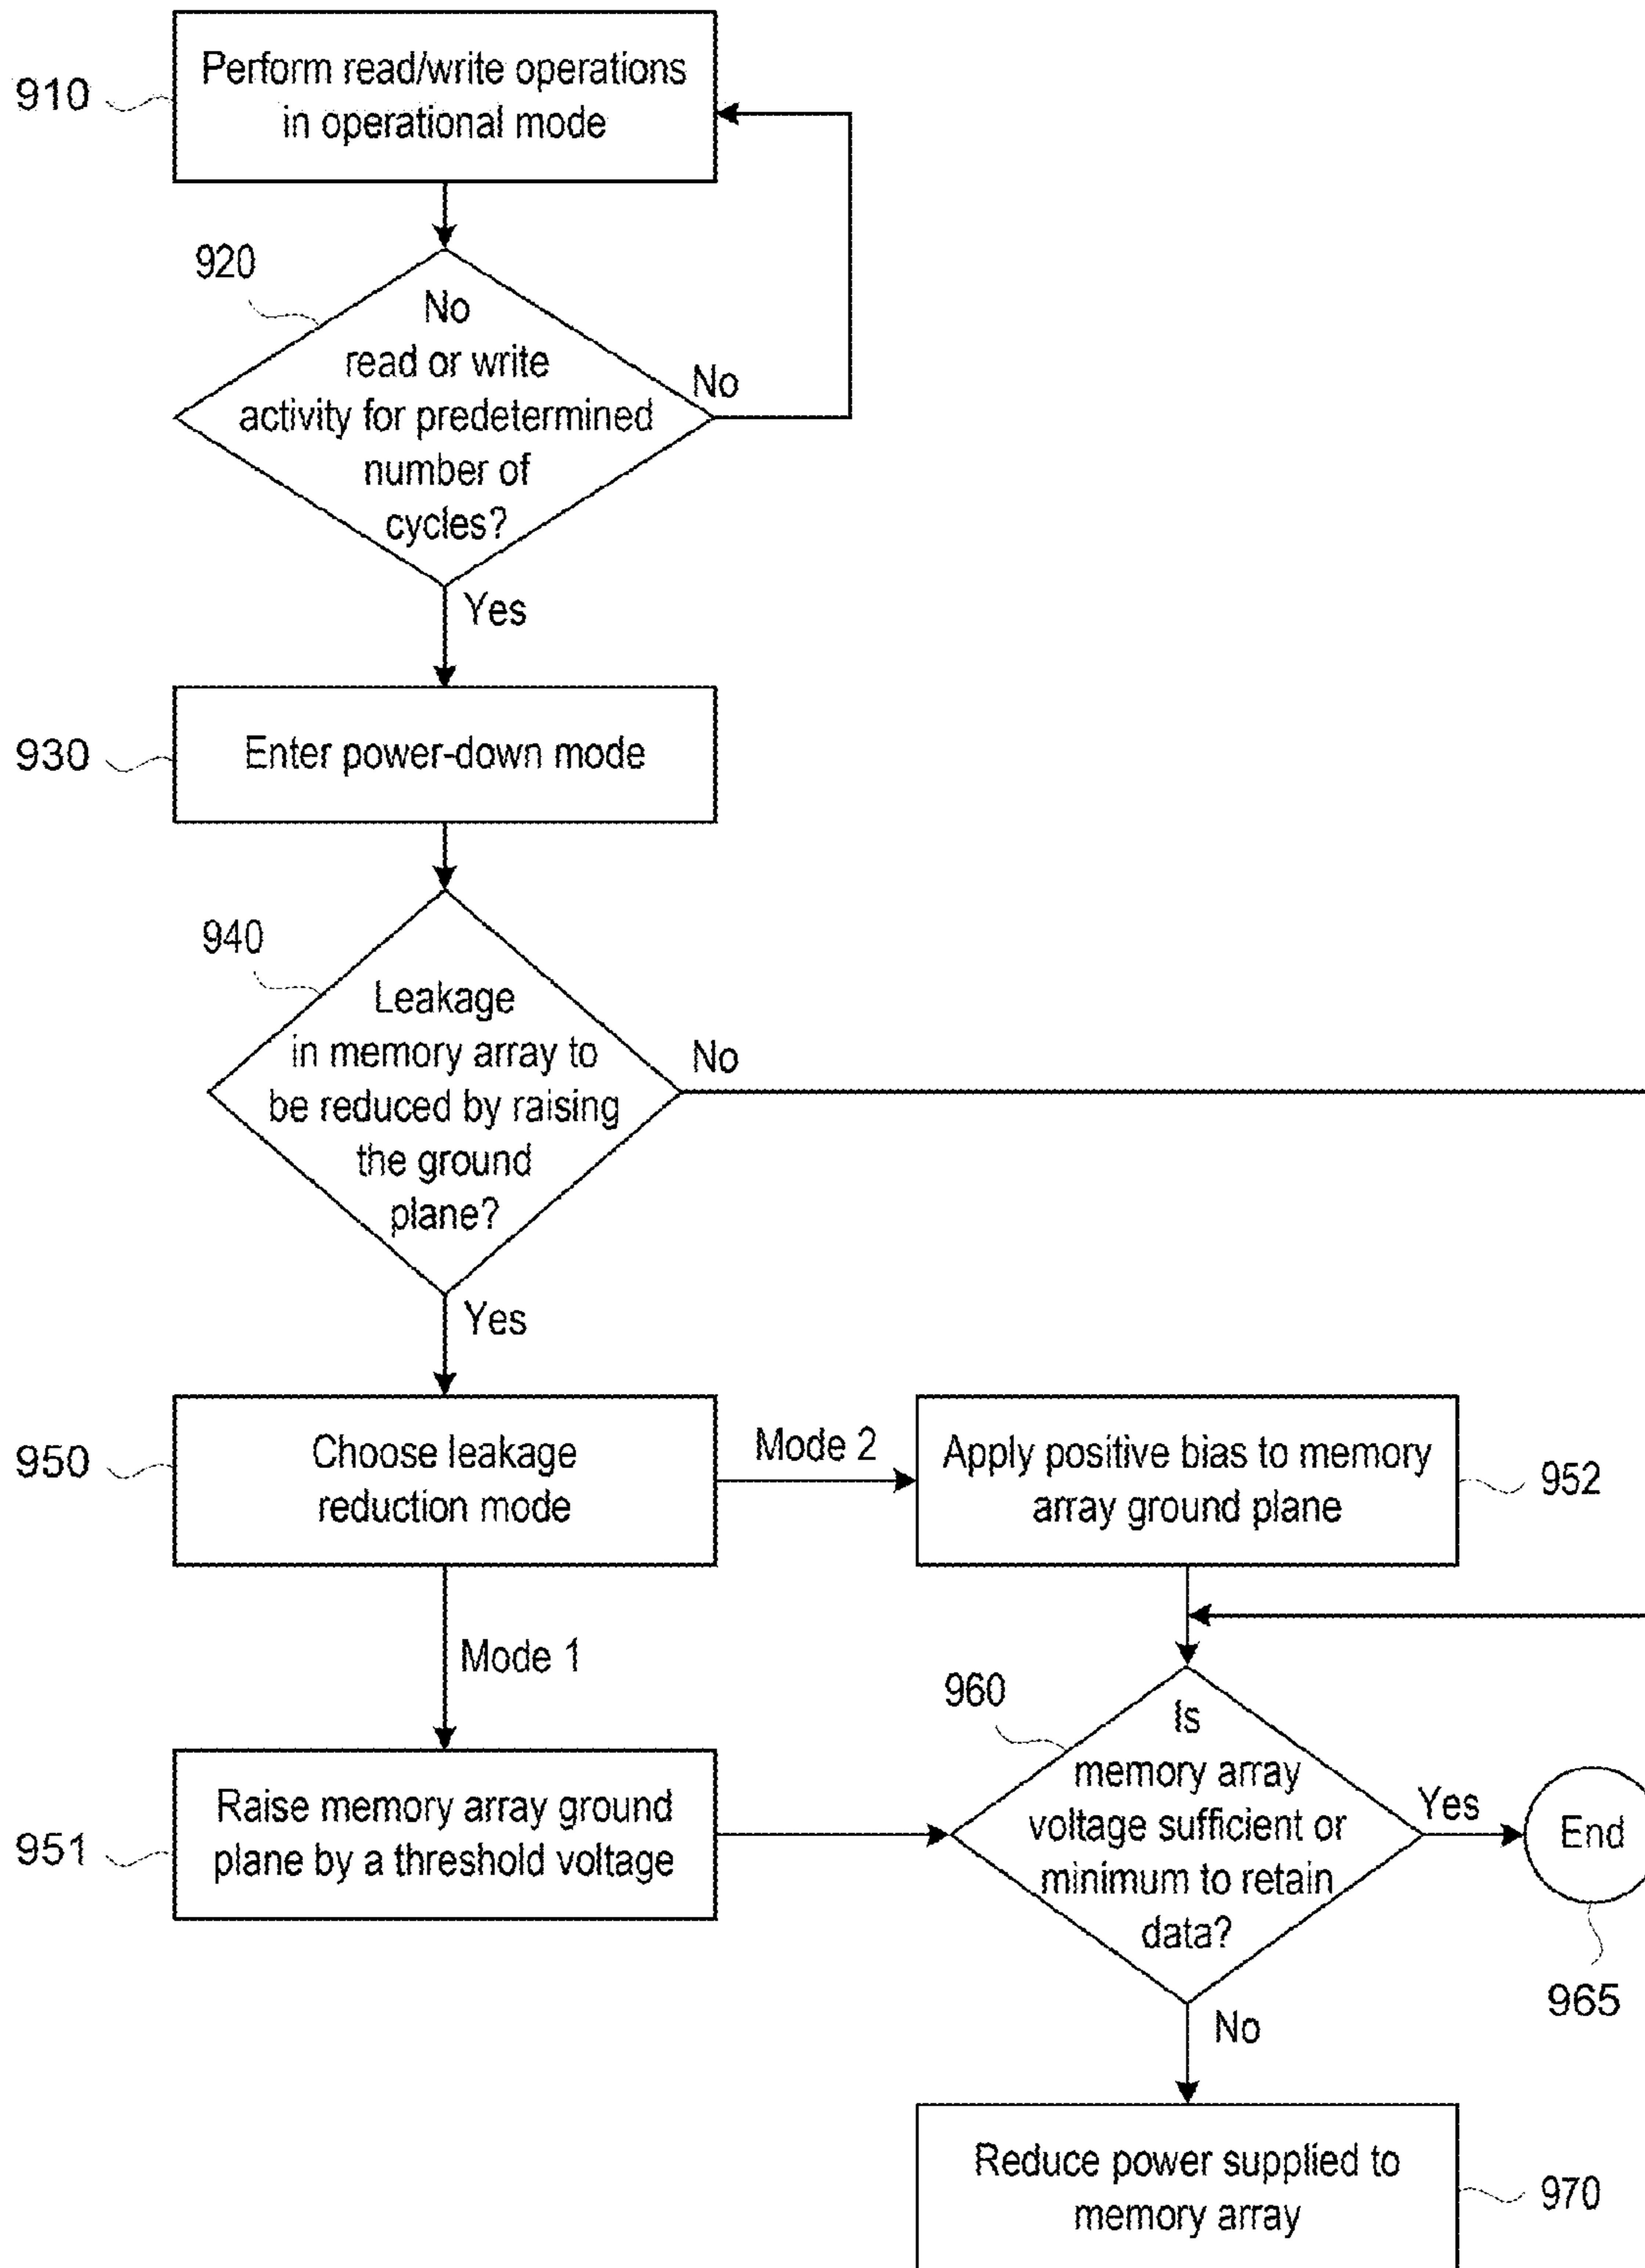 910
Perform read/write operations
in operational mode
920
No
read or write
activity for predetermined
number of
cycles?
No
Yes
930
Enter power-down mode
940
Leakage
in memory array to
be reduced by raising
the ground
plane?
No
Yes
950
Choose leakage
reduction mode
Mode 2
Apply positive bias to memory
array ground plane
952
Mode 1
951
Raise memory array ground
plane by a threshold voltage
960
Is
memory array
voltage sufficient or
minimum to retain
data?
Yes
End
965
No
Reduce power supplied to
memory array
970